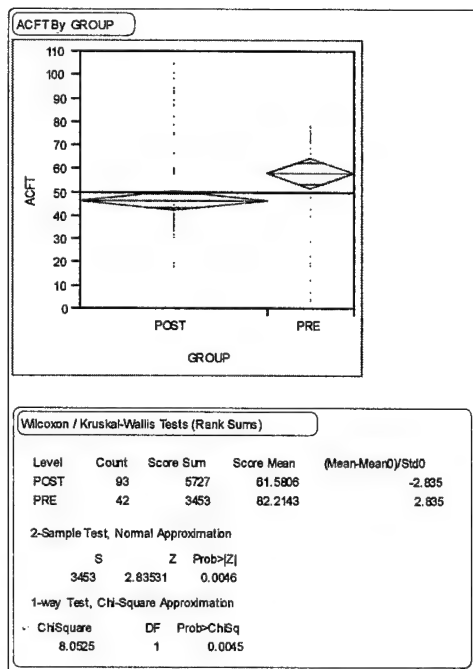 ACFT By GROUP
110
100
90
80
70
60
50
40
30
20
10
0
ACFT
POST PRE
GROUP
Wilcoxon / Kruskal-Wallis Tests (Rank Sums)
Level Count Score Sum Score Mean (Mean-Mean0)/Std0
POST 93 5727 61.5806 -2.835
PRE 42 3453 82.2143 2.835
2-Sample Test, Normal Approximation
S Z Prob>|Z|
3453 2.83531 0.0046
1-way Test, Chi-Square Approximation
ChiSquare DF Prob>ChiSq
8.0525 1 0.0045